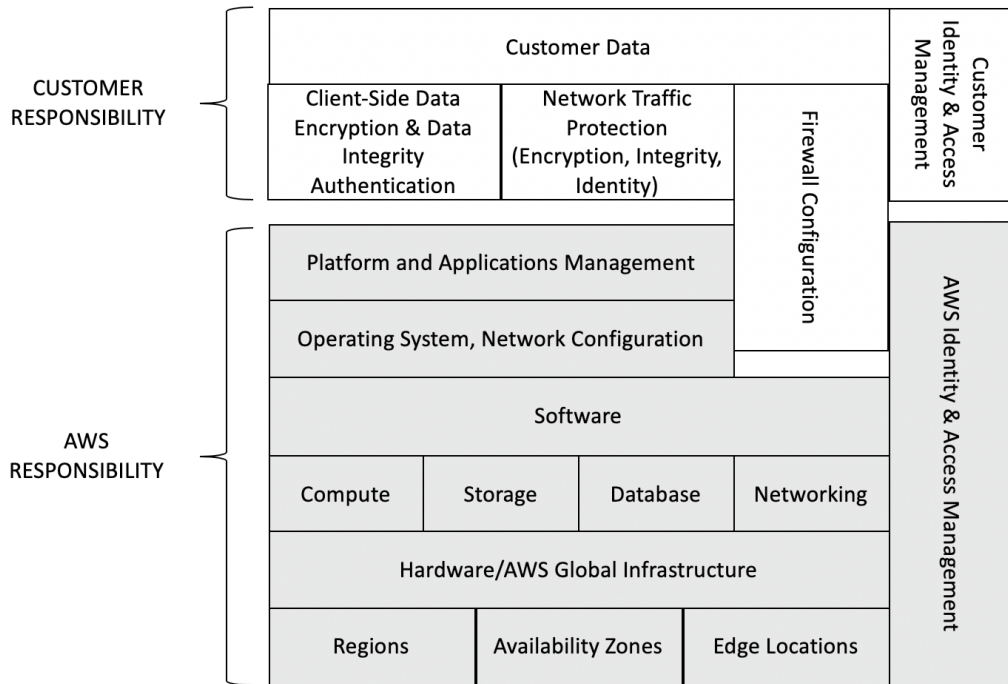 CUSTOMER
RESPONSIBILITY
Customer Data
Client-Side Data
Encryption & Data
Integrity
Authentication
Network Traffic
Protection
(Encryption, Integrity,
Identity)
Firewall Configuration
Customer
Identity & Access
Management
AWS
RESPONSIBILITY
Platform and Applications Management
Operating System, Network Configuration
Software
Compute
Storage
Database
Networking
Hardware/AWS Global Infrastructure
Regions
Availability Zones
Edge Locations
AWS Identity & Access Management